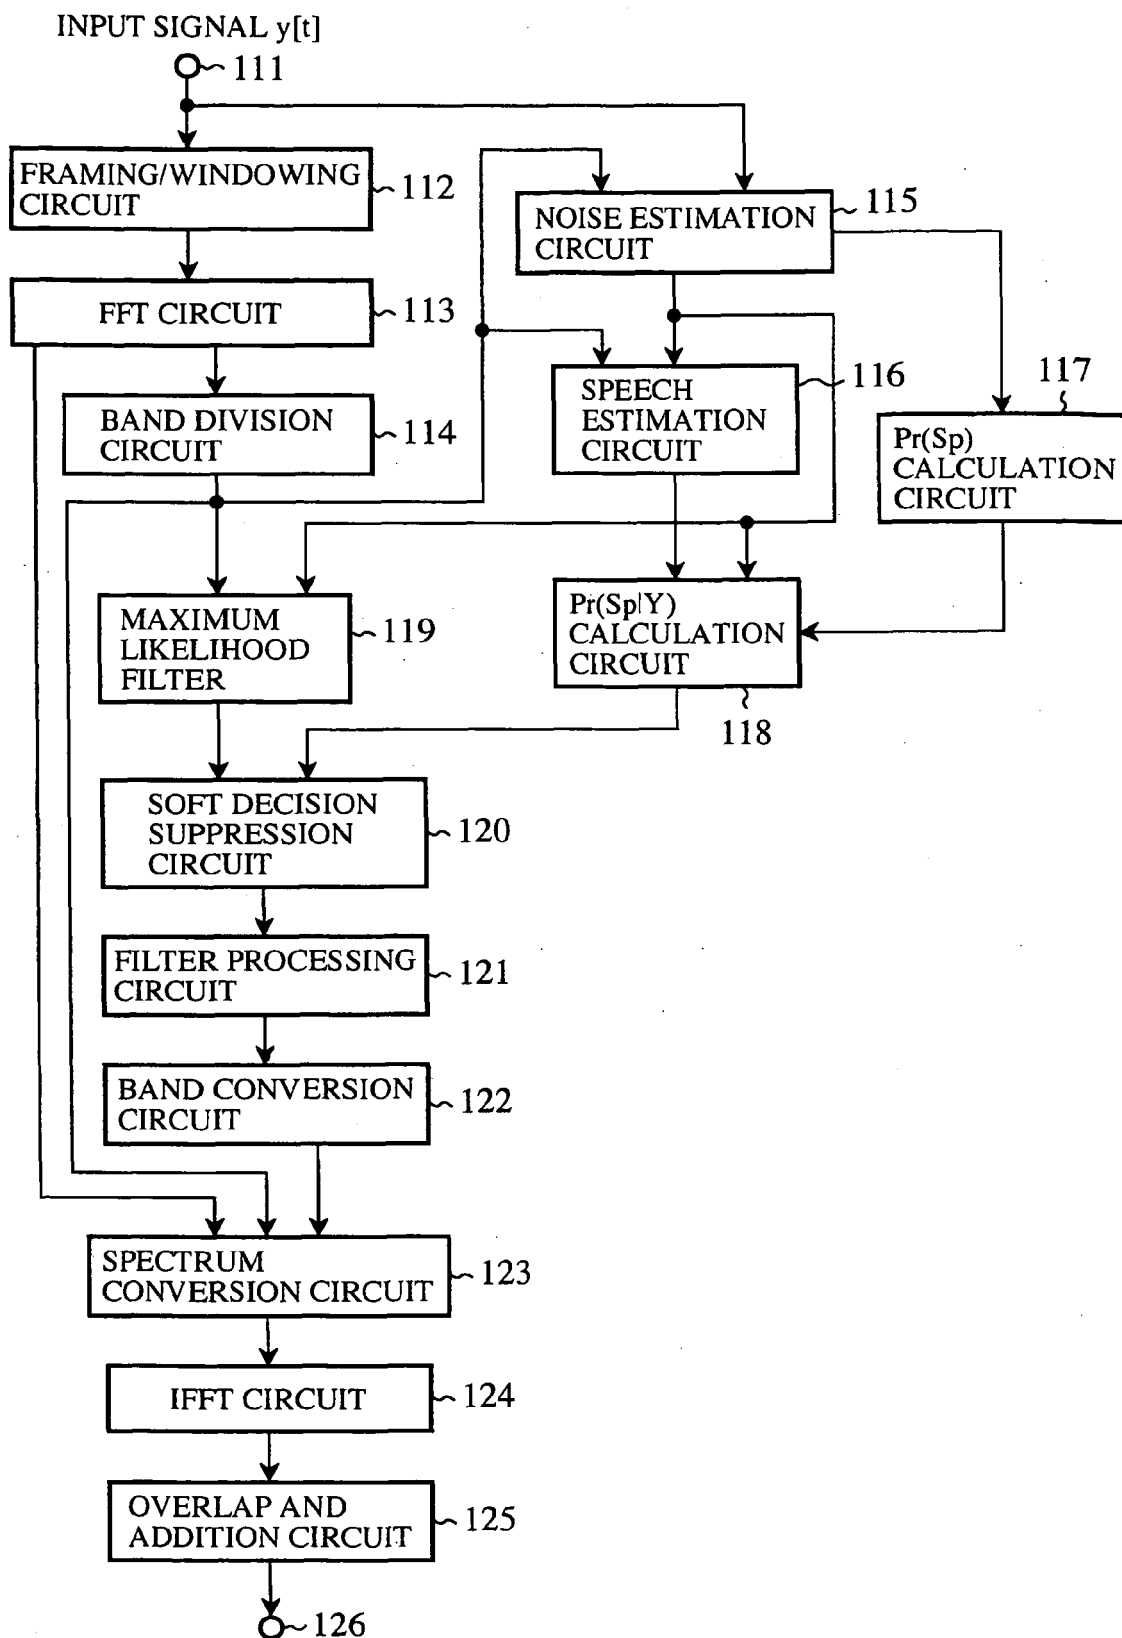 INPUT SIGNAL y[t]
111
FRAMING/WINDOWING
CIRCUIT
112
NOISE ESTIMATION
CIRCUIT
115
FFT CIRCUIT
113
SPEECH
ESTIMATION
CIRCUIT
116
117
Pr(Sp)
CALCULATION
CIRCUIT
BAND DIVISION
CIRCUIT
114
MAXIMUM
LIKELIHOOD
FILTER
119
Pr(Sp|Y)
CALCULATION
CIRCUIT
118
SOFT DECISION
SUPPRESSION
CIRCUIT
120
FILTER PROCESSING
CIRCUIT
121
BAND CONVERSION
CIRCUIT
122
SPECTRUM
CONVERSION CIRCUIT
123
IFFT CIRCUIT
124
OVERLAP AND
ADDITION CIRCUIT
125
126